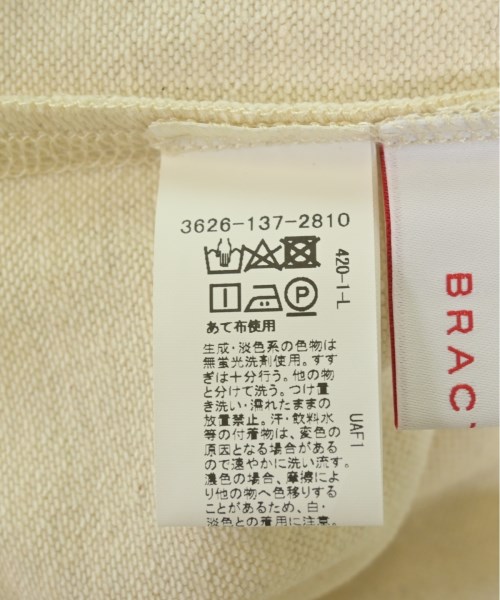 3626-137-2810
420-I-L
P
あて布使用
生成・淡色系の色物は
無蛍光洗剤使用。すす
ぎは十分行う。他の物
と分けて洗う。つけ置
き洗い・濡れたままの
放置禁止。汗・飲料水
等の付着物は、変色の
原因となる場合がある
ので速やかに洗い流す。
濃色の場合、摩擦によ
り他の物へ色移りする
ことがあるため、白・
淡色との着用に注意。
UAF1
BRAC